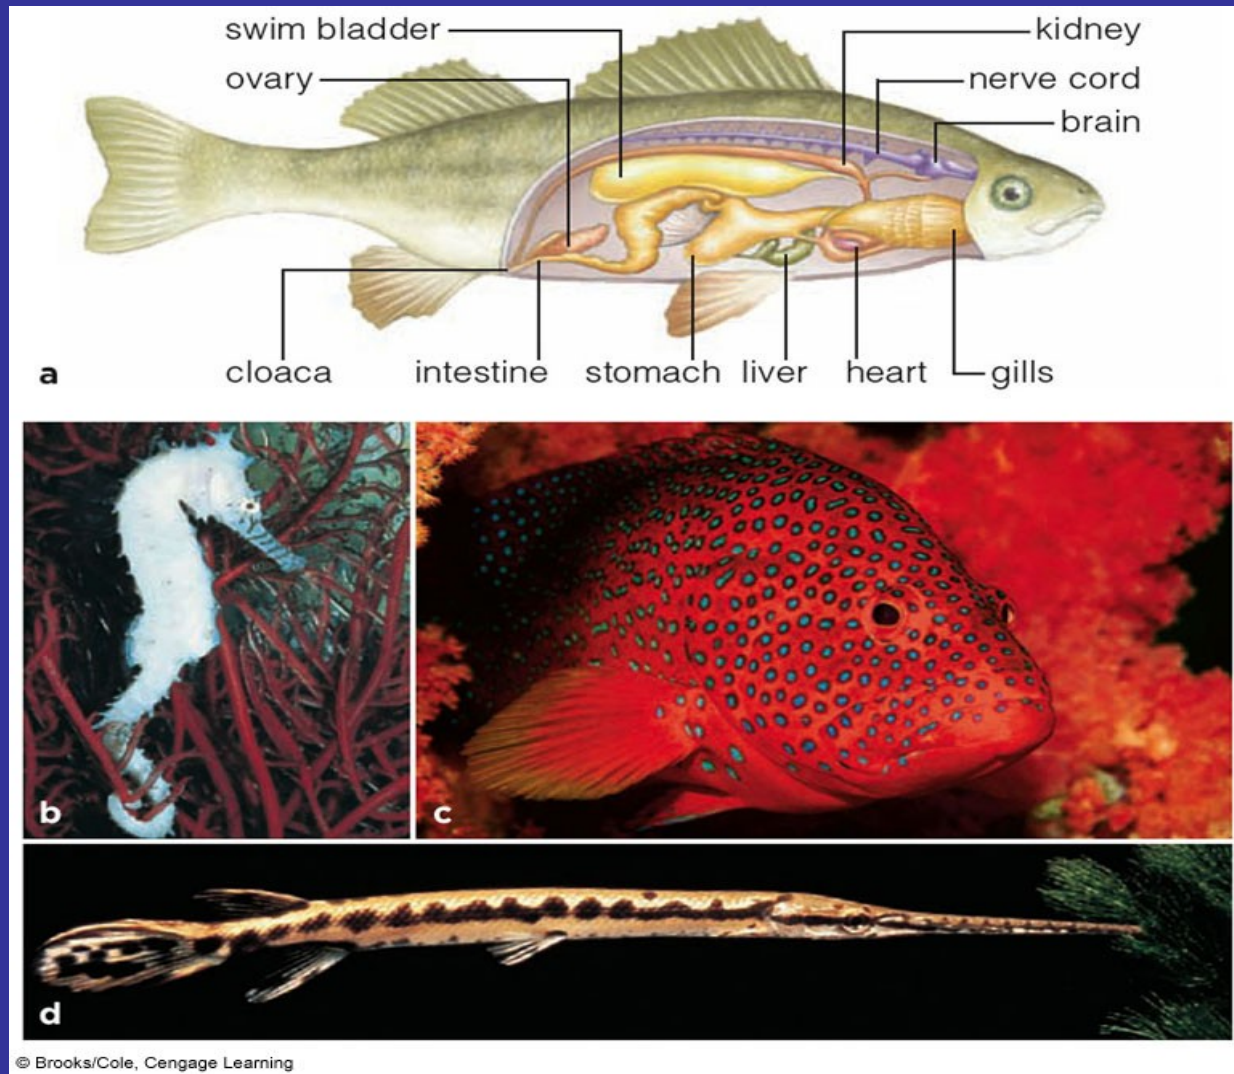 swim bladder kidney
ovary nerve cord
brain
a cloaca intestine stomach liver heart gills
b c
d
© Brooks/Cole, Cengage Learning